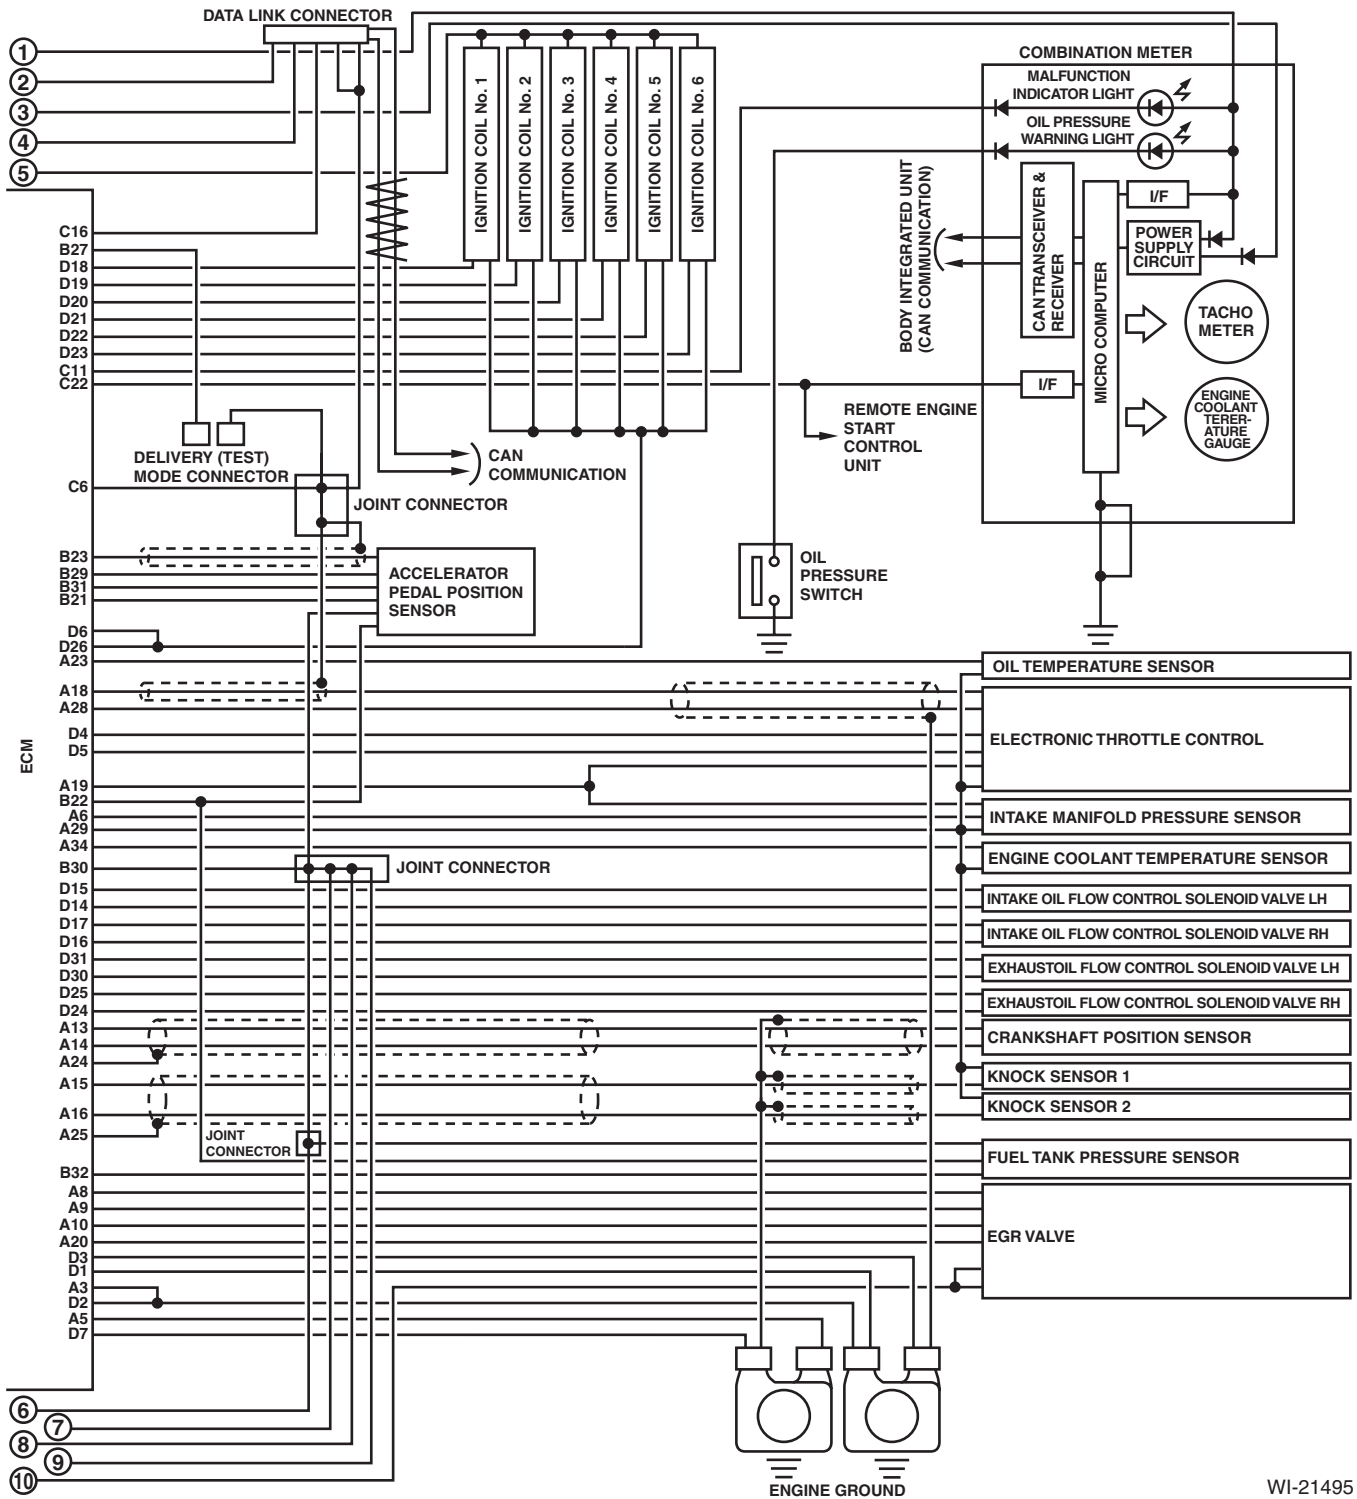 DATA LINK CONNECTOR
1
2
3
4
5
IGNITION COIL No. 1
IGNITION COIL No. 2
IGNITION COIL No. 3
IGNITION COIL No. 4
IGNITION COIL No. 5
IGNITION COIL No. 6
COMBINATION METER
MALFUNCTION
INDICATOR LIGHT
OIL PRESSURE
WARNING LIGHT
BODY INTEGRATED UNIT
(CAN COMMUNICATION)
CAN TRANSCEIVER &
RECEIVER
MICRO COMPUTER
I/F
POWER
SUPPLY
CIRCUIT
TACHO
METER
I/F
ENGINE
COOLANT
TERER-
ATURE
GAUGE
REMOTE ENGINE
START
CONTROL
UNIT
C16
B27
D18
D19
D20
D21
D22
D23
C11
C22
DELIVERY (TEST)
MODE CONNECTOR
CAN
COMMUNICATION
C6
JOINT CONNECTOR
B23
B29
B31
B21
ACCELERATOR
PEDAL POSITION
SENSOR
OIL
PRESSURE
SWITCH
D6
D26
A23
A18
A28
D4
D5
ECM
A19
B22
A6
A29
A34
B30
JOINT CONNECTOR
D15
D14
D17
D16
D31
D30
D25
D24
A13
A14
A24
A15
A16
A25
JOINT
CONNECTOR
B32
A8
A9
A10
A20
D3
D1
A3
D2
A5
D7
OIL TEMPERATURE SENSOR
ELECTRONIC THROTTLE CONTROL
INTAKE MANIFOLD PRESSURE SENSOR
ENGINE COOLANT TEMPERATURE SENSOR
INTAKE OIL FLOW CONTROL SOLENOID VALVE LH
INTAKE OIL FLOW CONTROL SOLENOID VALVE RH
EXHAUSTOIL FLOW CONTROL SOLENOID VALVE LH
EXHAUSTOIL FLOW CONTROL SOLENOID VALVE RH
CRANKSHAFT POSITION SENSOR
KNOCK SENSOR 1
KNOCK SENSOR 2
FUEL TANK PRESSURE SENSOR
EGR VALVE
6
7
8
9
10
ENGINE GROUND
WI-21495